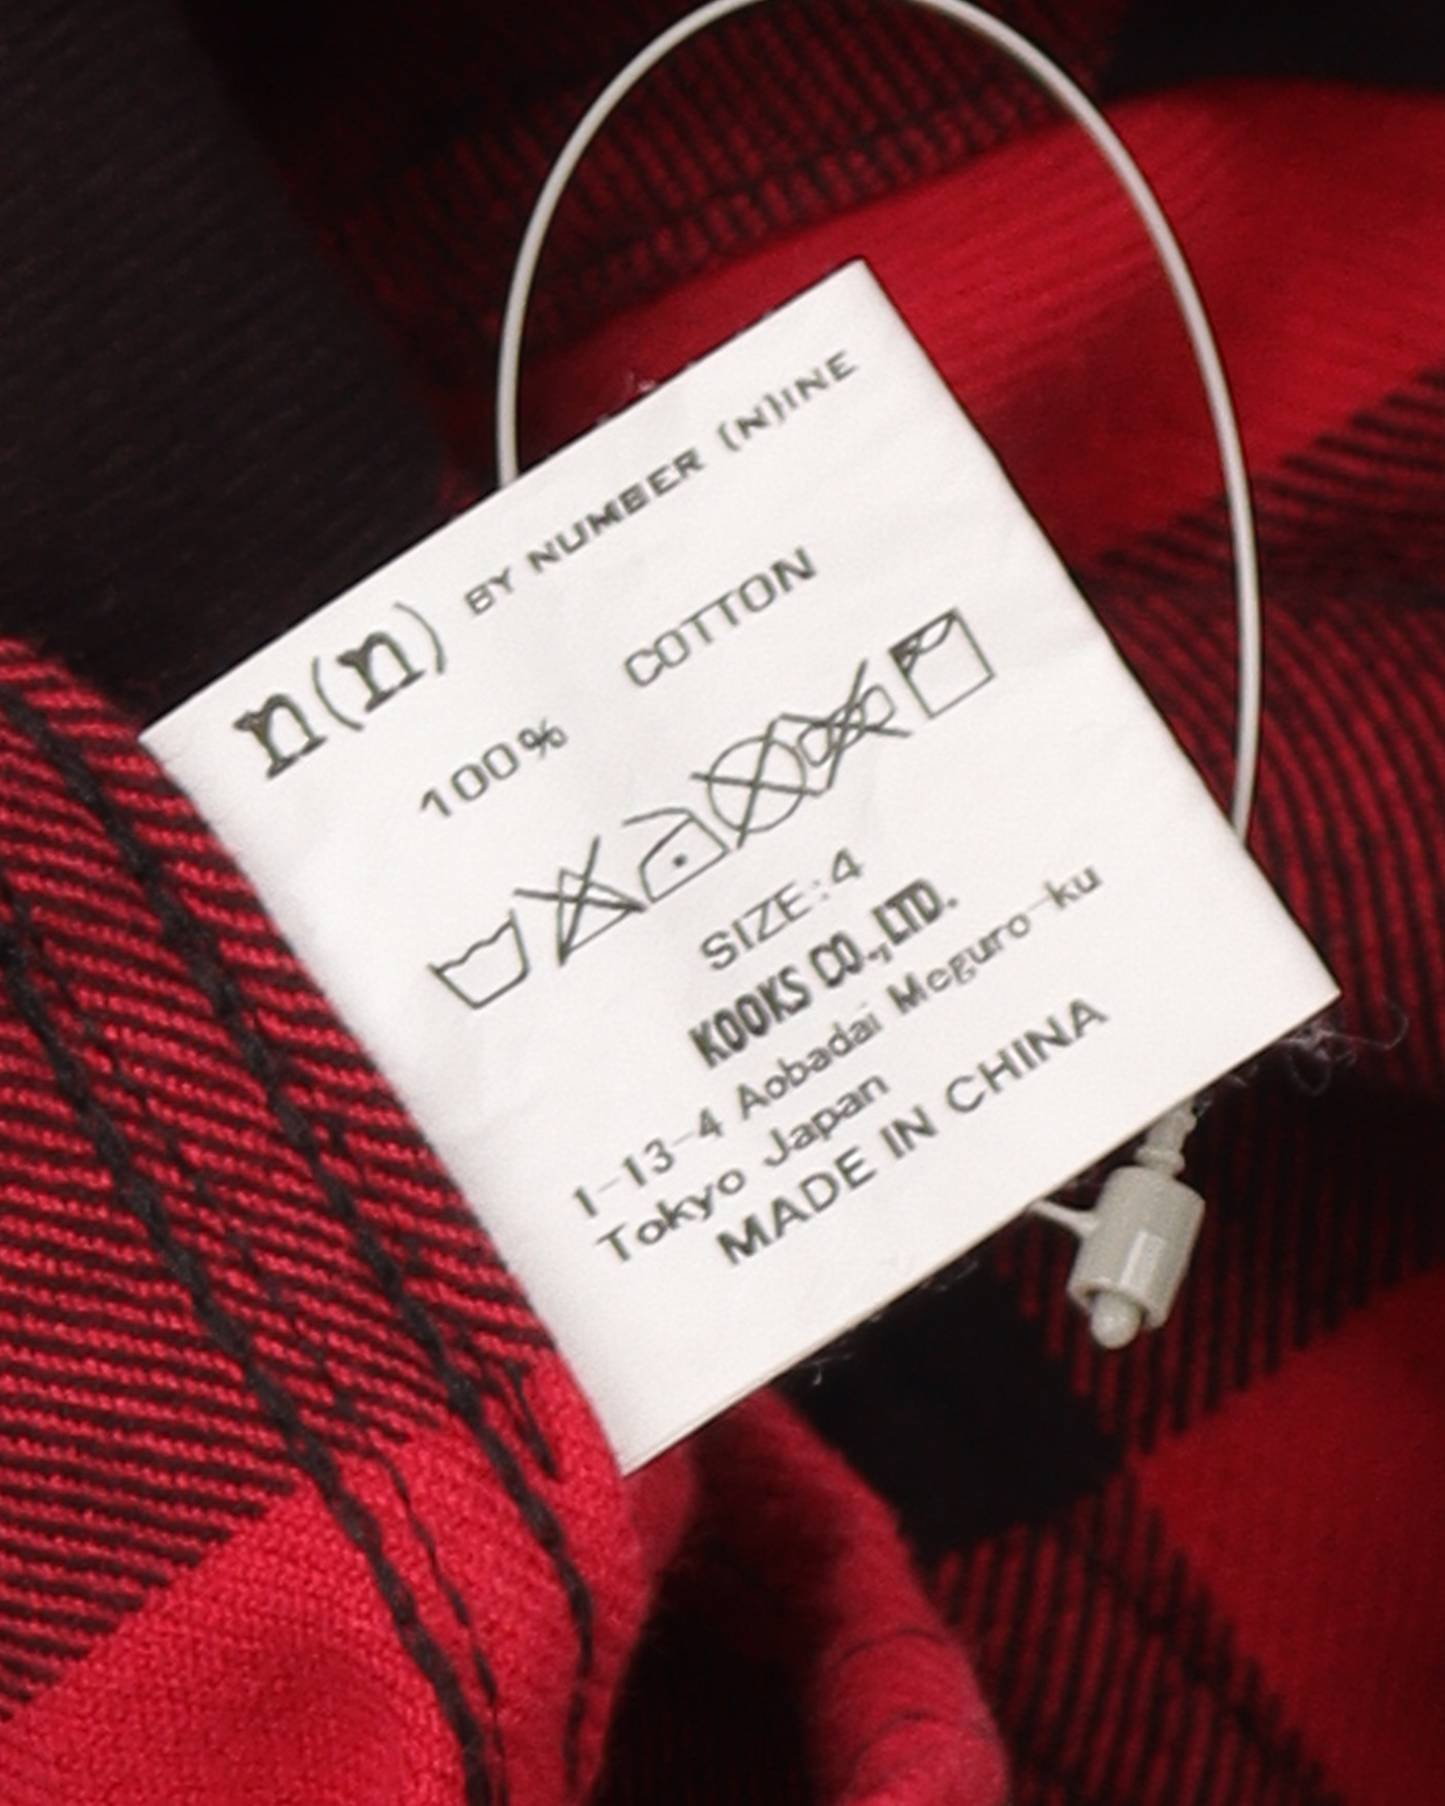 n(n) BY NUMBER (N)INE
100% COTTON
SIZE:4
KOOKS CO.,LTD.
1-13-4 Aobadai Meguro-ku
Tokyo Japan
MADE IN CHINA